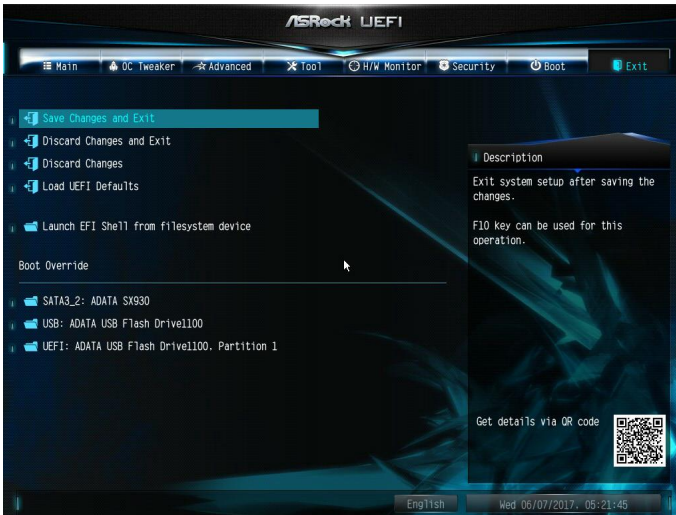 ASRock UEFI
Main OC Tweaker Advanced Tool H/W Monitor Security Boot Exit
Save Changes and Exit
Discard Changes and Exit
Discard Changes
Load UEFI Defaults
Launch EFI Shell from filesystem device
Boot Override
SATA3_2: ADATA SX930
USB: ADATA USB Flash Drive1100
UEFI: ADATA USB Flash Drive1100. Partition 1
Description
Exit system setup after saving the
changes.
F10 key can be used for this
operation.
Get details via QR code
English
Wed 06/07/2017. 05:21:45